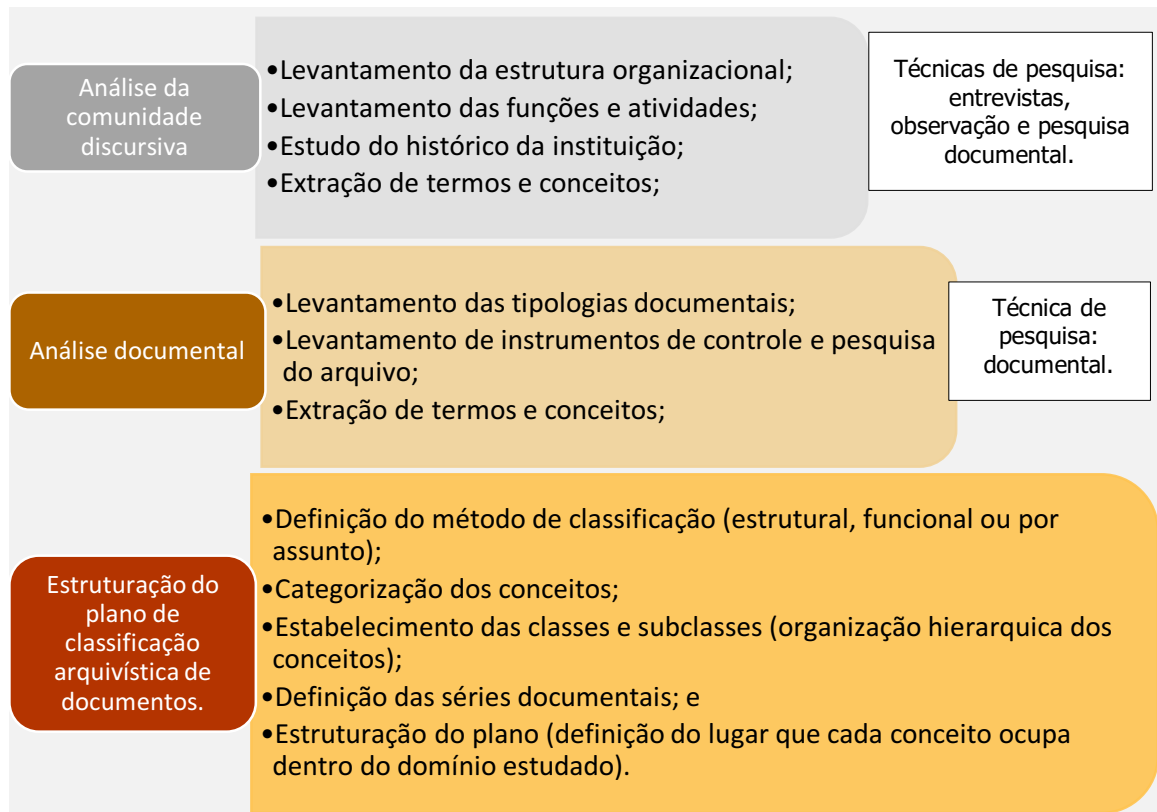 Análise da
comunidade
discursiva
•Levantamento da estrutura organizacional;
•Levantamento das funções e atividades;
•Estudo do histórico da instituição;
•Extração de termos e conceitos;
Técnicas de pesquisa:
entrevistas,
observação e pesquisa
documental.
Análise documental
•Levantamento das tipologias documentais;
•Levantamento de instrumentos de controle e pesquisa
do arquivo;
•Extração de termos e conceitos;
Técnica de
pesquisa:
documental.
Estruturação do
plano de
classificação
arquivística de
documentos.
•Definição do método de classificação (estrutural, funcional ou por
assunto);
•Categorização dos conceitos;
•Estabelecimento das classes e subclasses (organização hierarquica dos
conceitos);
•Definição das séries documentais; e
•Estruturação do plano (definição do lugar que cada conceito ocupa
dentro do domínio estudado).